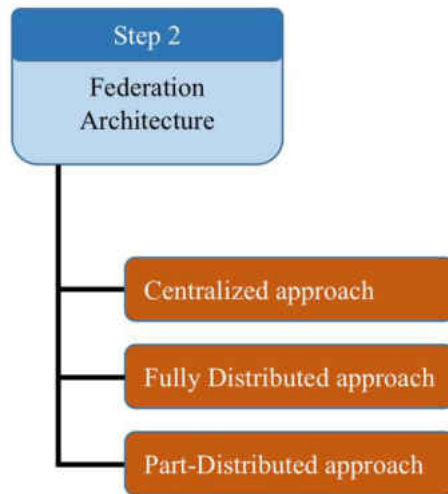 Step 2
Federation
Architecture
Centralized approach
Fully Distributed approach
Part-Distributed approach